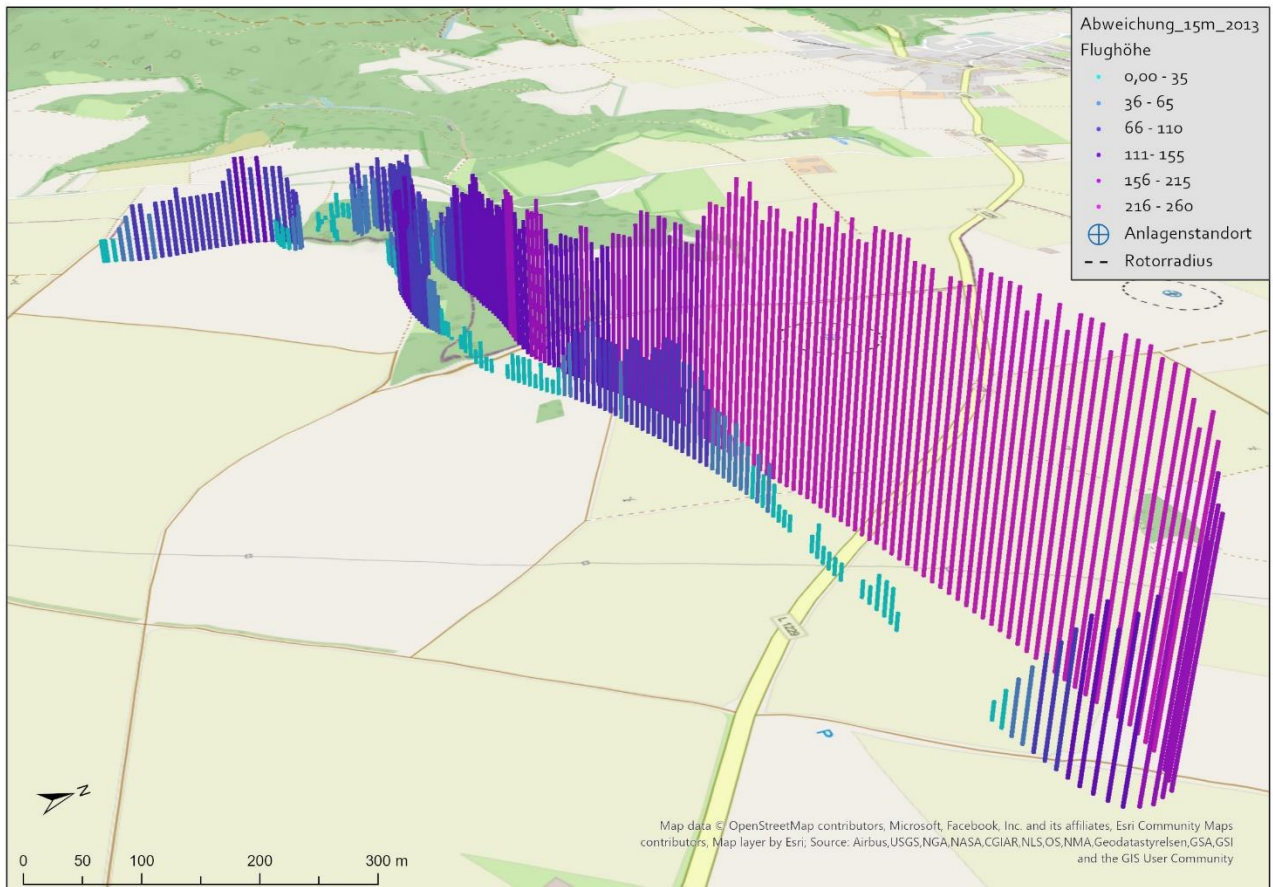 Abweichung_15m_2013
Flughöhe
0,00 - 35
36 - 65
66 - 110
111- 155
156 - 215
216 - 260
Anlagenstandort
Rotorradius
L 1229
P
N
Map data © OpenStreetMap contributors, Microsoft, Facebook, Inc. and its affiliates, Esri Community Maps
contributors, Map layer by Esri; Source: Airbus,USGS,NGA,NASA,CGIAR,NLS,OS,NMA,Geodatastyrelsen,GSA,GSI
and the GIS User Community
0 50 100 200 300 m